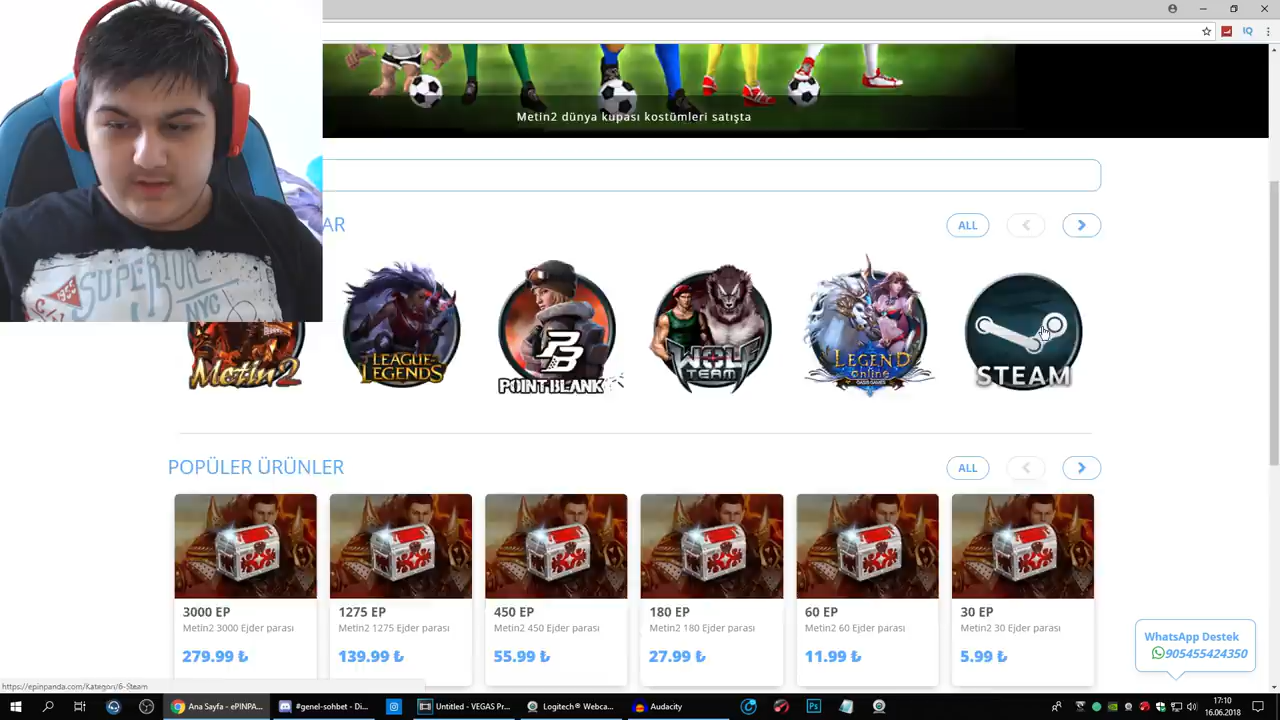 Metin2 dünya kupası kostümleri satışta
AR
ALL
SUPERIOR
1955
NYC
Metin2
LEAGUE of LEGENDS
POINT BLANK
WOLF TEAM
LEGEND online
OASIS GAMES
STEAM
POPÜLER ÜRÜNLER
ALL
3000 EP
Metin2 3000 Ejder parası
279.99 ₺
1275 EP
Metin2 1275 Ejder parası
139.99 ₺
450 EP
Metin2 450 Ejder parası
55.99 ₺
180 EP
Metin2 180 Ejder parası
27.99 ₺
60 EP
Metin2 60 Ejder parası
11.99 ₺
30 EP
Metin2 30 Ejder parası
5.99 ₺
WhatsApp Destek
905455424350
https://epinpanda.com/Kategori/6-Steam
Ana Sayfa - ePINPA...
#genel-sohbet - Di...
Untitled - VEGAS Pr...
Logitech® Webca...
Audacity
17:10
16.06.2018